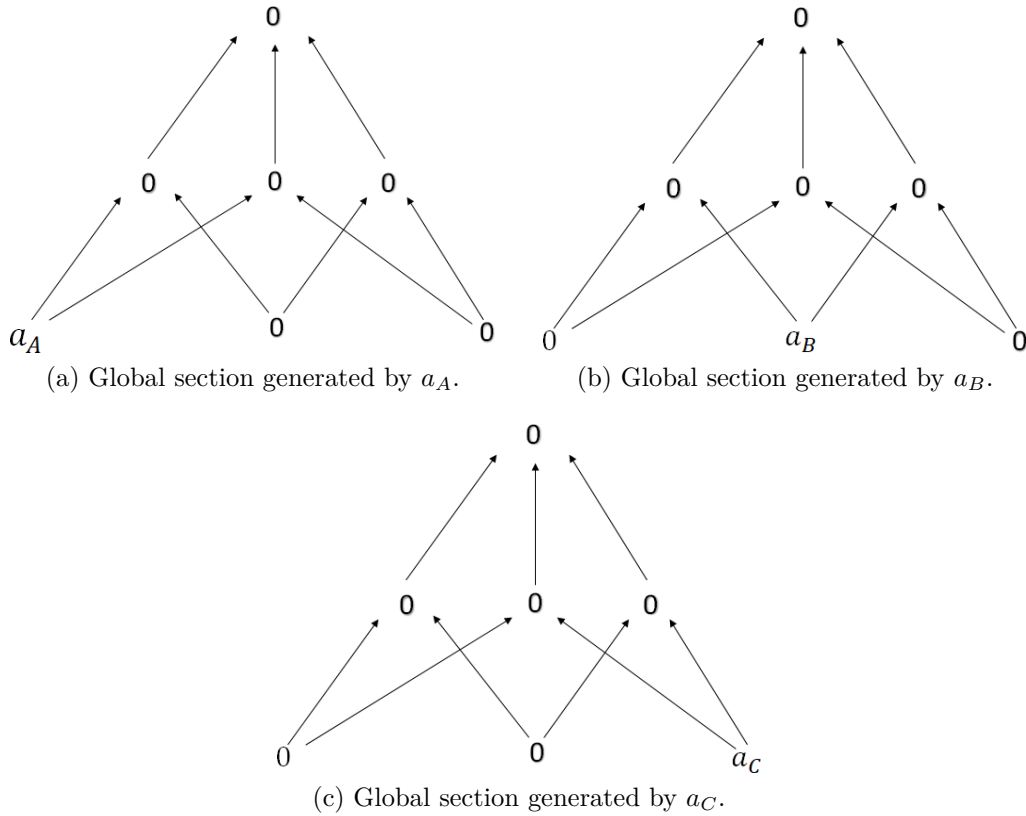 0 0
0 0 0 0 0 0
a_A 0 0 0 a_B 0
(a) Global section generated by a_A. (b) Global section generated by a_B.
0
0 0 0
0 0 a_C
(c) Global section generated by a_C.